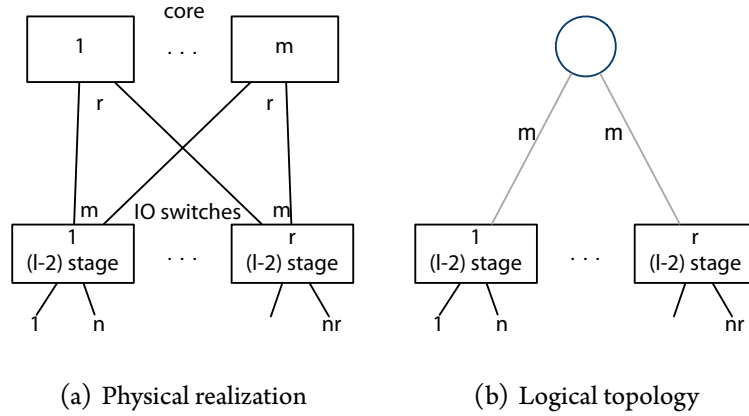 core
1 . . . m
r r
m IO switches m
1 . . . r
(l-2) stage (l-2) stage
1 n nr
(a) Physical realization
m m
1 . . . r
(l-2) stage (l-2) stage
1 n nr
(b) Logical topology